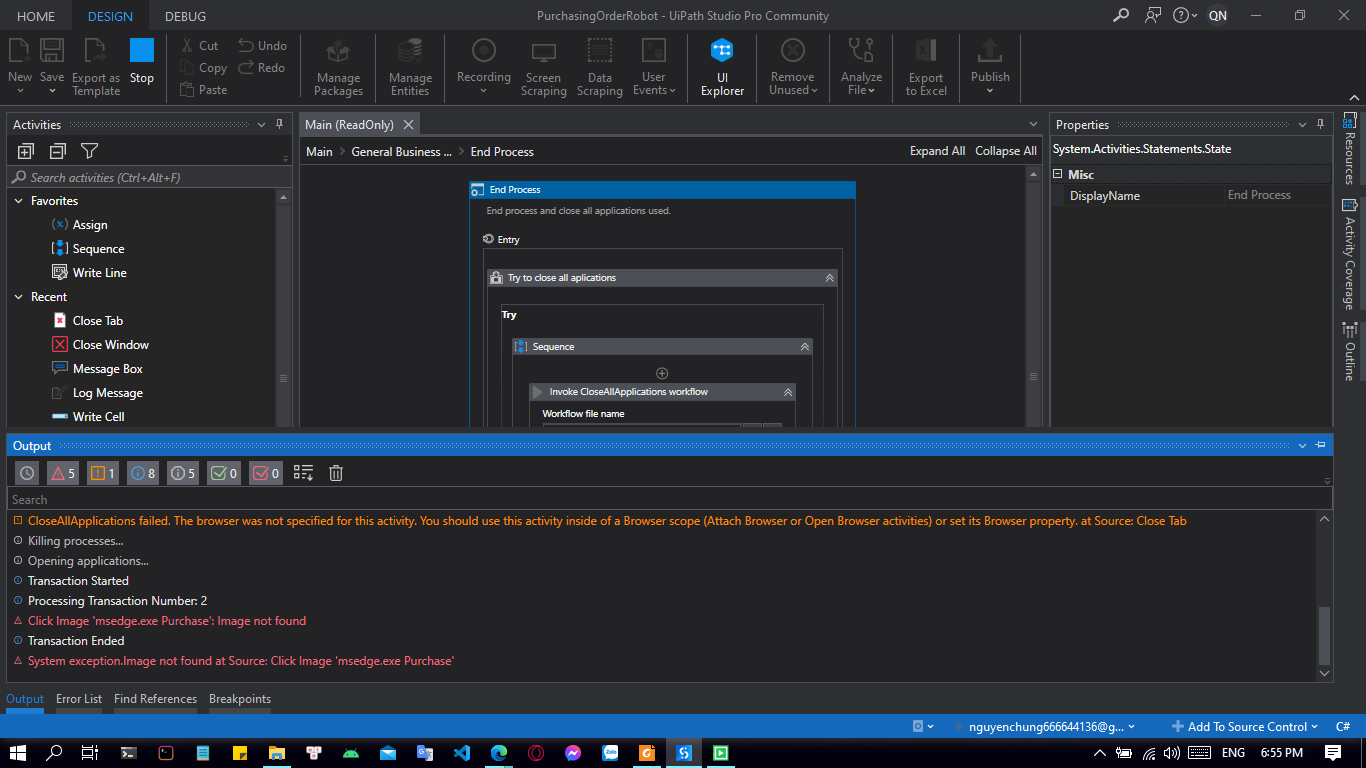 HOME DESIGN DEBUG PurchasingOrderRobot - UiPath Studio Pro Community QN
New Save Export as Template Stop Cut Copy Paste Undo Redo Manage Packages Manage Entities Recording Screen Scraping Data Scraping User Events UI Explorer Remove Unused Analyze File Export to Excel Publish
Activities
Search activities (Ctrl+Alt+F)
Favorites
Assign
Sequence
Write Line
Recent
Close Tab
Close Window
Message Box
Log Message
Write Cell
Main (ReadOnly)
Main General Business ... End Process Expand All Collapse All
End Process
End process and close all applications used.
Entry
Try to close all aplications
Try
Sequence
Invoke CloseAllApplications workflow
Workflow file name
Properties
System.Activities.Statements.State
Misc
DisplayName End Process
Resources
Activity Coverage
Outline
Output
5 1 8 5 0 0
Search
CloseAllApplications failed. The browser was not specified for this activity. You should use this activity inside of a Browser scope (Attach Browser or Open Browser activities) or set its Browser property. at Source: Close Tab
Killing processes...
Opening applications...
Transaction Started
Processing Transaction Number: 2
Click Image 'msedge.exe Purchase': Image not found
Transaction Ended
System exception.Image not found at Source: Click Image 'msedge.exe Purchase'
Output Error List Find References Breakpoints
nguyenchung666644136@g... Add To Source Control C#
Zalo ENG 6:55 PM